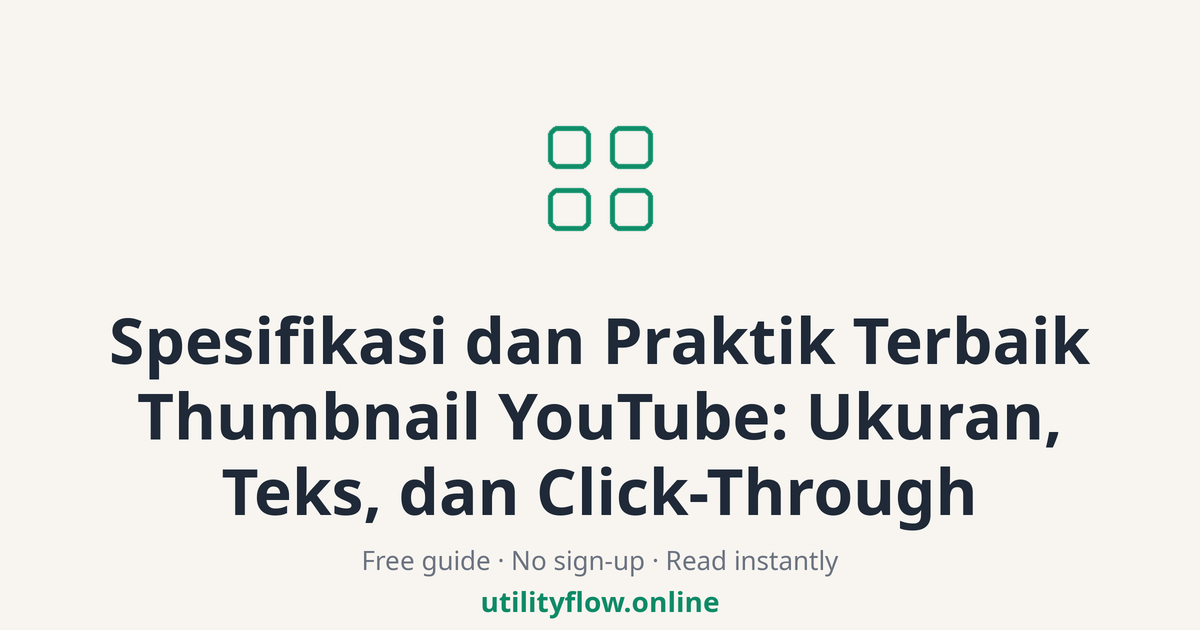 Spesifikasi dan Praktik Terbaik
Thumbnail YouTube: Ukuran,
Teks, dan Click-Through
Free guide · No sign-up · Read instantly
utilityflow.online